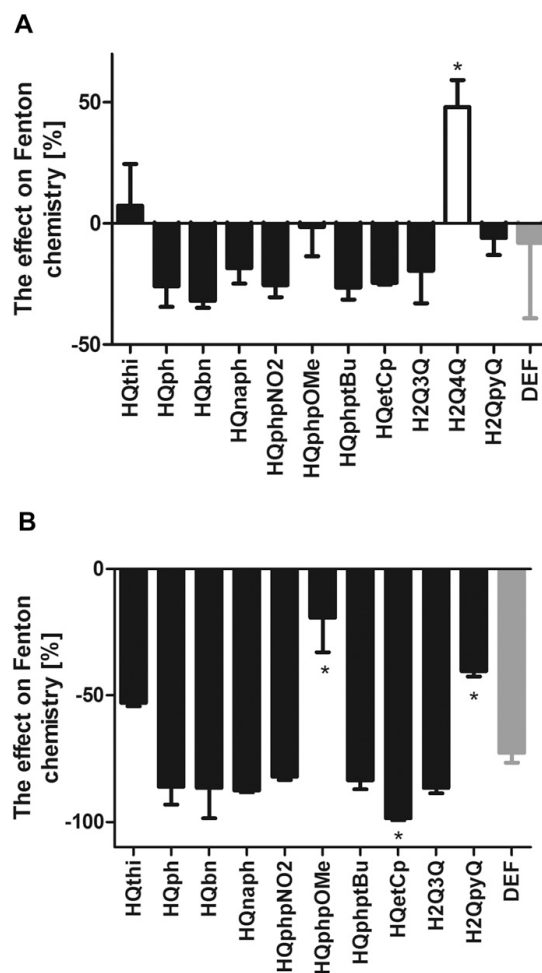 A
The effect on Fenton
chemistry [%]
50
0
-50
*
HQthi
HQph
HQbn
HQnaph
HQphpNO2
HQphpOMe
HQphptBu
HQetCp
H2Q3Q
H2Q4Q
H2QpyQ
DEF
B
The effect on Fenton
chemistry [%]
0
-50
-100
*
*
*
HQthi
HQph
HQbn
HQnaph
HQphpNO2
HQphpOMe
HQphptBu
HQetCp
H2Q3Q
H2QpyQ
DEF